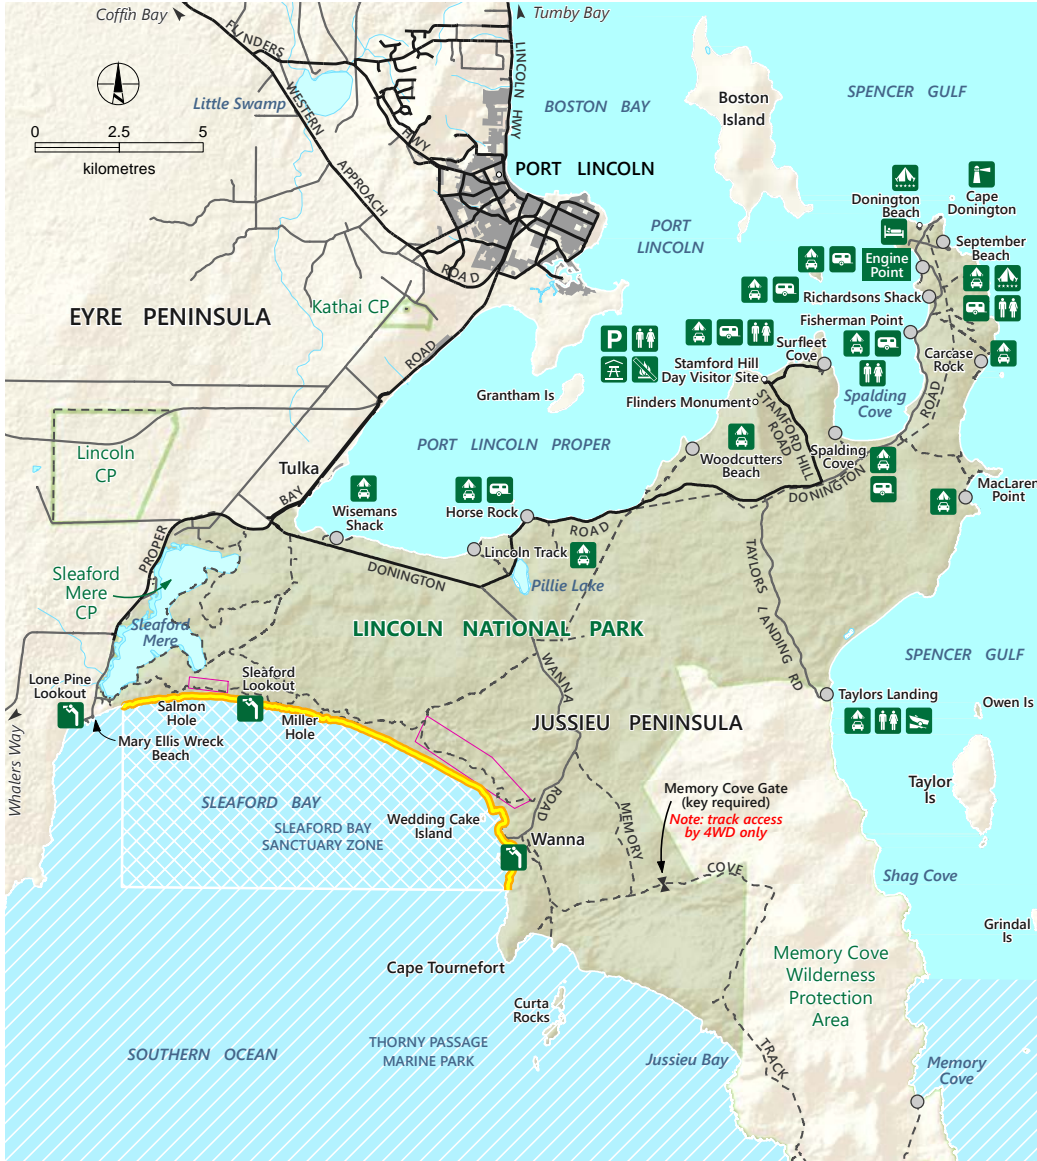 Coffin Bay
Tumby Bay
FLINDERS
HWY
LINCOLN HWY
WESTERN
APPROACH
ROAD
Little Swamp
BOSTON BAY
Boston
Island
SPENCER GULF
0 2.5 5
kilometres
PORT LINCOLN
PORT
LINCOLN
Donington
Beach
Cape
Donington
September
Beach
Engine
Point
Richardsons Shack
Fisherman Point
Carcase
Rock
Surfleet
Cove
Stamford Hill
Day Visitor Site
Flinders Monument
P
Spalding
Cove
Spalding
Cove
ROAD
STAMFORD HILL
ROAD
DONINGTON
Woodcutters
Beach
MacLaren
Point
EYRE PENINSULA
Kathai CP
ROAD
Grantham Is
PORT LINCOLN PROPER
Lincoln
CP
Tulka
BAY
PROPER
Wisemans
Shack
Horse Rock
Lincoln Track
ROAD
DONINGTON
Pillie Lake
TAYLORS LANDING RD
Sleaford
Mere
CP
Sleaford
Mere
LINCOLN NATIONAL PARK
SPENCER GULF
WANNA
ROAD
Lone Pine
Lookout
Sleaford
Lookout
Salmon
Hole
Miller
Hole
Mary Ellis Wreck
Beach
Whalers Way
JUSSIEU PENINSULA
Taylors Landing
Owen Is
Taylor
Is
Memory Cove Gate
(key required)
Note: track access
by 4WD only
SLEAFORD BAY
SLEAFORD BAY
SANCTUARY ZONE
Wedding Cake
Island
Wanna
MEMORY
COVE
TRACK
Shag Cove
Grindal
Is
Cape Tournefort
Memory Cove
Wilderness
Protection
Area
Curta
Rocks
SOUTHERN OCEAN
THORNY PASSAGE
MARINE PARK
Jussieu Bay
Memory
Cove